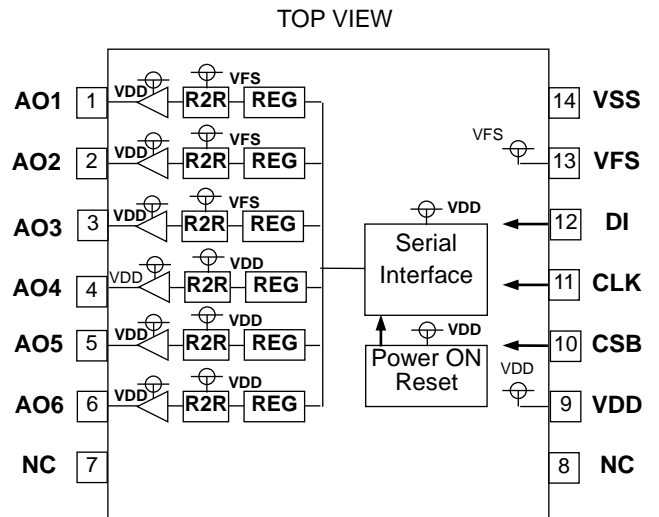 TOP VIEW
AO1 1 VDD R2R VFS REG 14 VSS
AO2 2 VDD R2R VFS REG VFS 13 VFS
AO3 3 VDD R2R VFS REG VDD 12 DI
Serial
Interface
AO4 4 VDD R2R VDD REG 11 CLK
AO5 5 VDD R2R VDD REG VDD 10 CSB
Power ON
Reset
AO6 6 VDD R2R VDD REG VDD 9 VDD
NC 7 8 NC